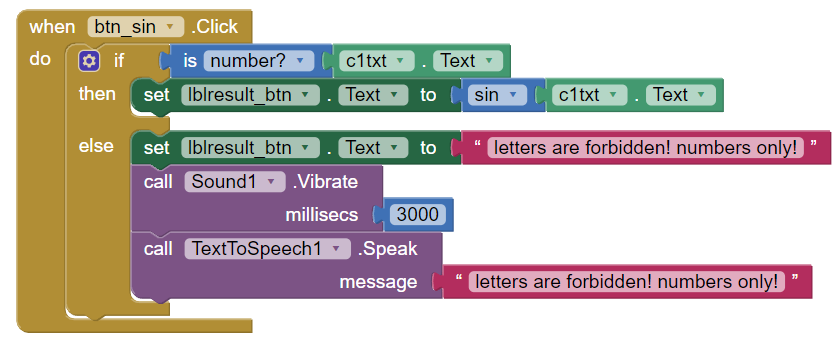 when btn_sin .Click
do if is number? c1txt . Text
then set lblresult_btn . Text to sin c1txt . Text
else set lblresult_btn . Text to “ letters are forbidden! numbers only! ”
call Sound1 .Vibrate
millisecs 3000
call TextToSpeech1 .Speak
message “ letters are forbidden! numbers only! ”